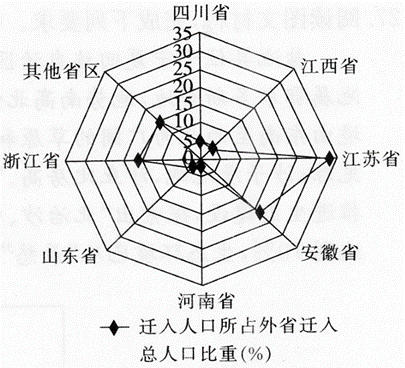 四川省
35
30
25
20
15
10
5
0
江西省
江苏省
安徽省
河南省
山东省
浙江省
其他省区
迁入人口所占外省迁入
总人口比重(%)